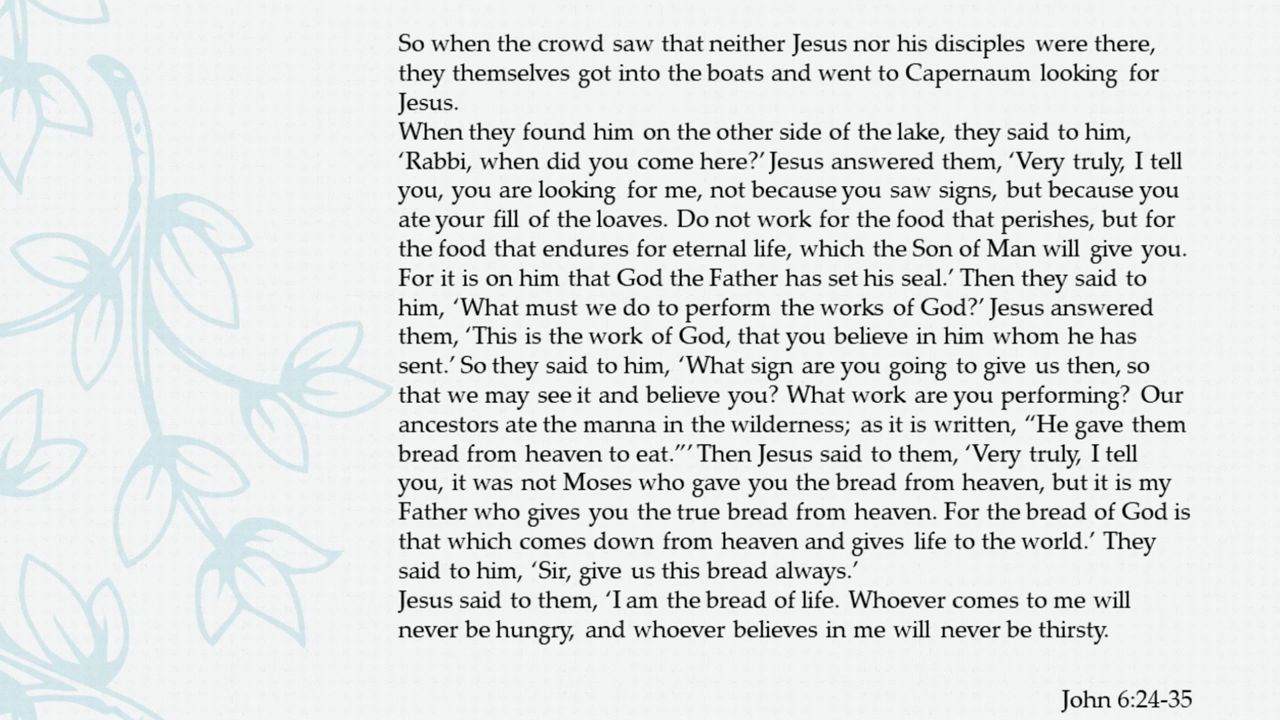 So when the crowd saw that neither Jesus nor his disciples were there,
they themselves got into the boats and went to Capernaum looking for
Jesus.
When they found him on the other side of the lake, they said to him,
‘Rabbi, when did you come here?’ Jesus answered them, ‘Very truly, I tell
you, you are looking for me, not because you saw signs, but because you
ate your fill of the loaves. Do not work for the food that perishes, but for
the food that endures for eternal life, which the Son of Man will give you.
For it is on him that God the Father has set his seal.’ Then they said to
him, ‘What must we do to perform the works of God?’ Jesus answered
them, ‘This is the work of God, that you believe in him whom he has
sent.’ So they said to him, ‘What sign are you going to give us then, so
that we may see it and believe you? What work are you performing? Our
ancestors ate the manna in the wilderness; as it is written, “He gave them
bread from heaven to eat.”’ Then Jesus said to them, ‘Very truly, I tell
you, it was not Moses who gave you the bread from heaven, but it is my
Father who gives you the true bread from heaven. For the bread of God is
that which comes down from heaven and gives life to the world.’ They
said to him, ‘Sir, give us this bread always.’
Jesus said to them, ‘I am the bread of life. Whoever comes to me will
never be hungry, and whoever believes in me will never be thirsty.
John 6:24-35